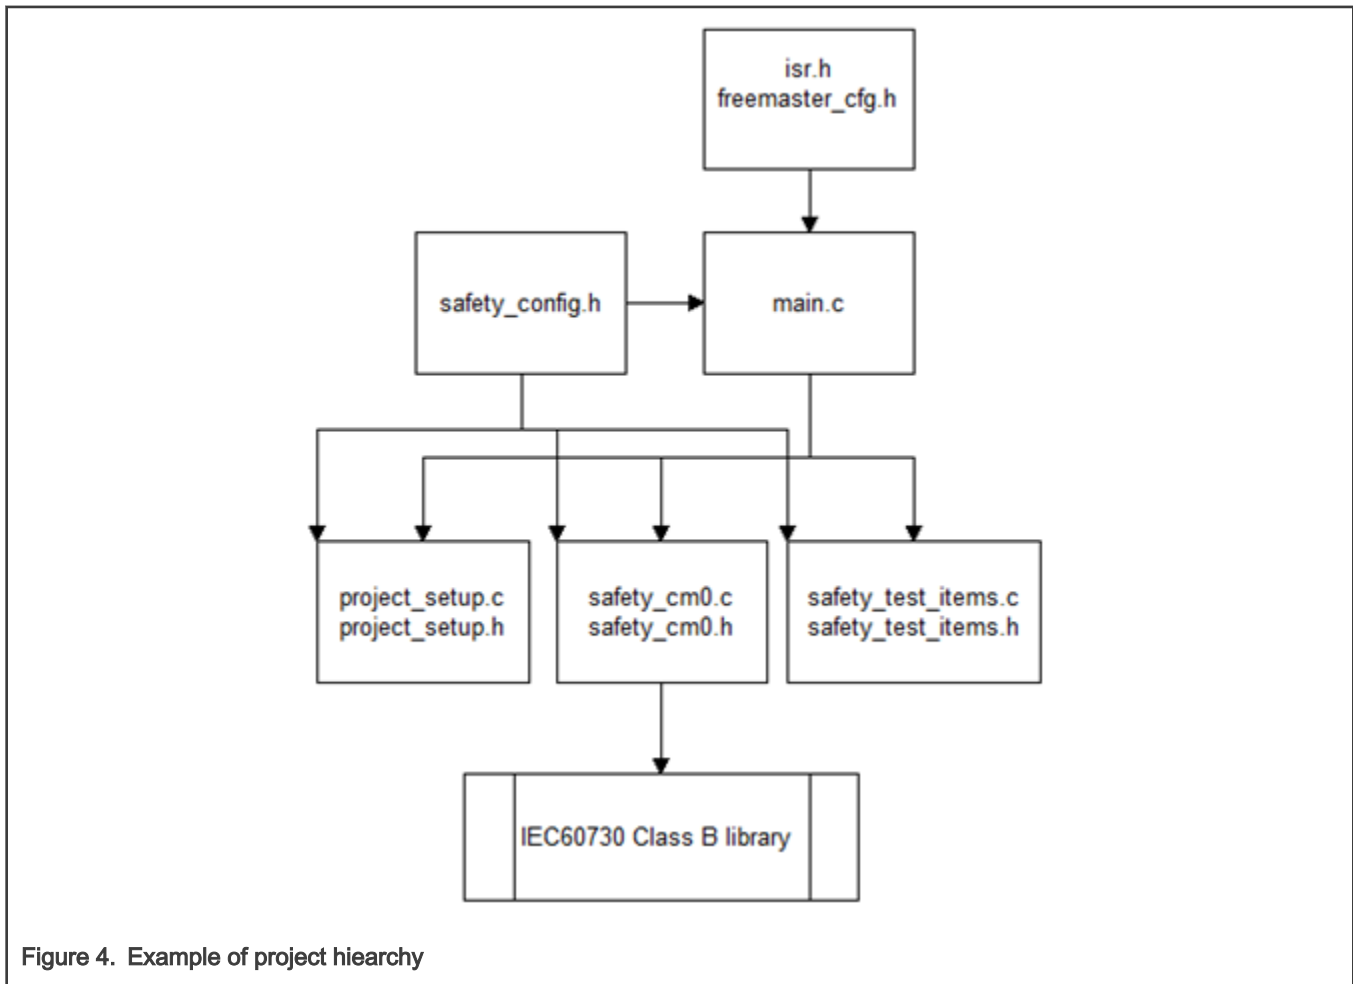 isr.h
freemaster_cfg.h
safety_config.h
main.c
project_setup.c
project_setup.h
safety_cm0.c
safety_cm0.h
safety_test_items.c
safety_test_items.h
IEC60730 Class B library
Figure 4. Example of project hiearchy